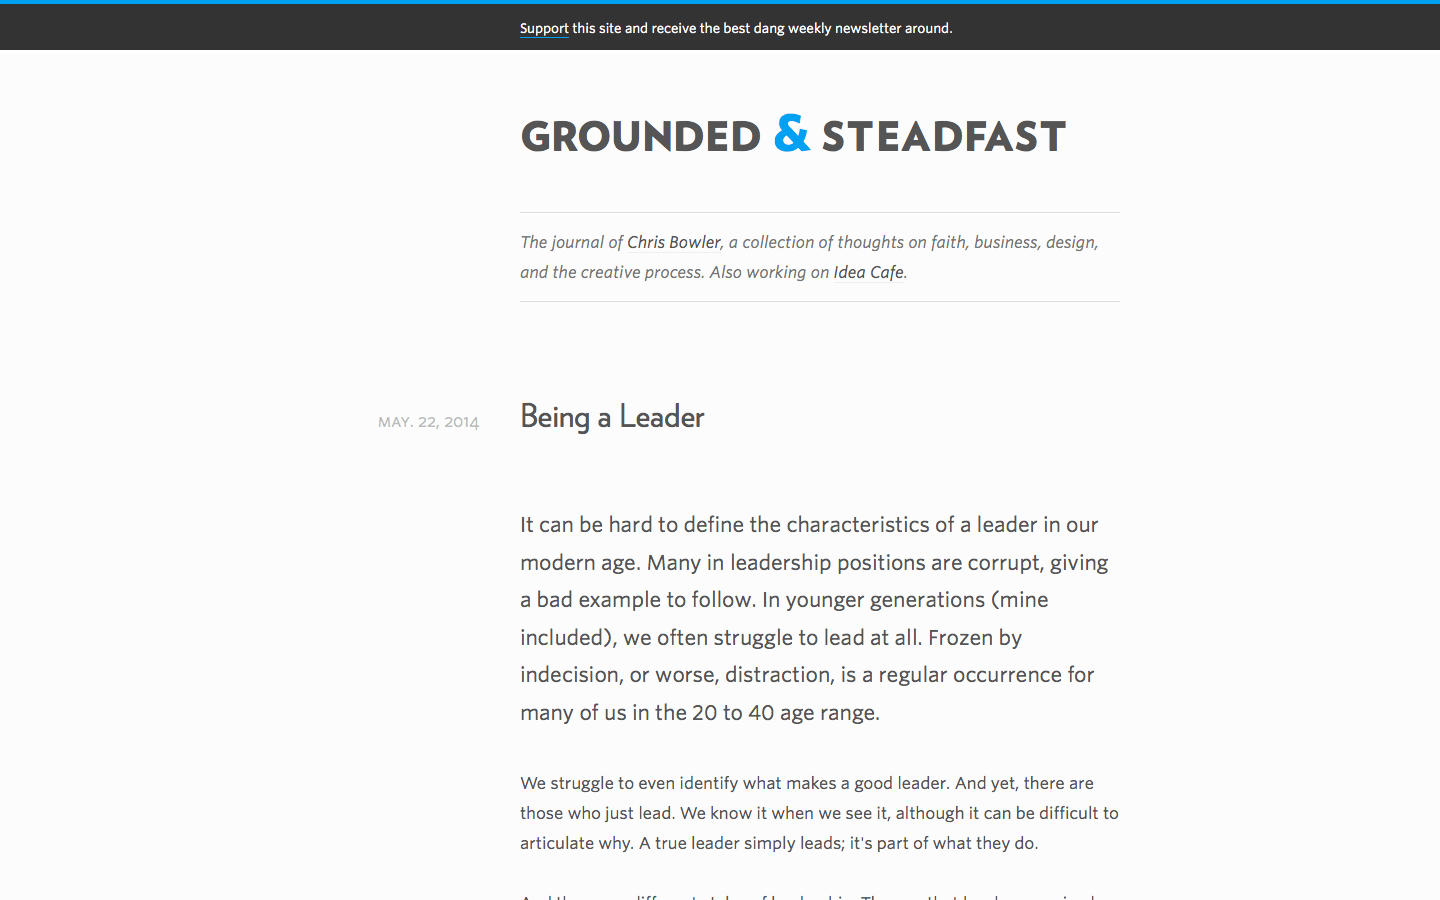 Support this site and receive the best dang weekly newsletter around.
GROUNDED & STEADFAST
The journal of Chris Bowler, a collection of thoughts on faith, business, design,
and the creative process. Also working on Idea Cafe.
MAY. 22, 2014
Being a Leader
It can be hard to define the characteristics of a leader in our
modern age. Many in leadership positions are corrupt, giving
a bad example to follow. In younger generations (mine
included), we often struggle to lead at all. Frozen by
indecision, or worse, distraction, is a regular occurrence for
many of us in the 20 to 40 age range.
We struggle to even identify what makes a good leader. And yet, there are
those who just lead. We know it when we see it, although it can be difficult to
articulate why. A true leader simply leads; it's part of what they do.